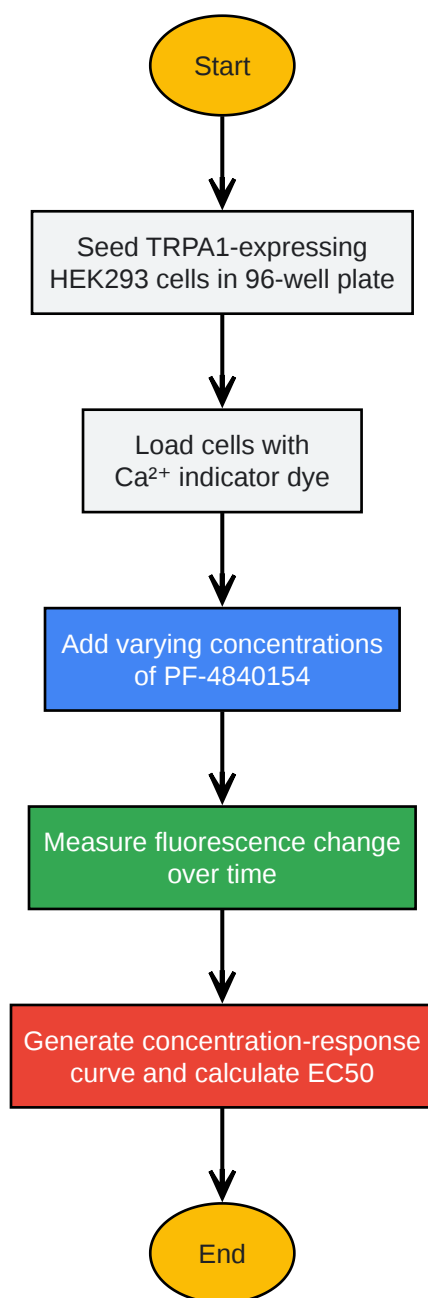 Start
Seed TRPA1-expressing
HEK293 cells in 96-well plate
Load cells with
Ca²⁺ indicator dye
Add varying concentrations
of PF-4840154
Measure fluorescence change
over time
Generate concentration-response
curve and calculate EC50
End